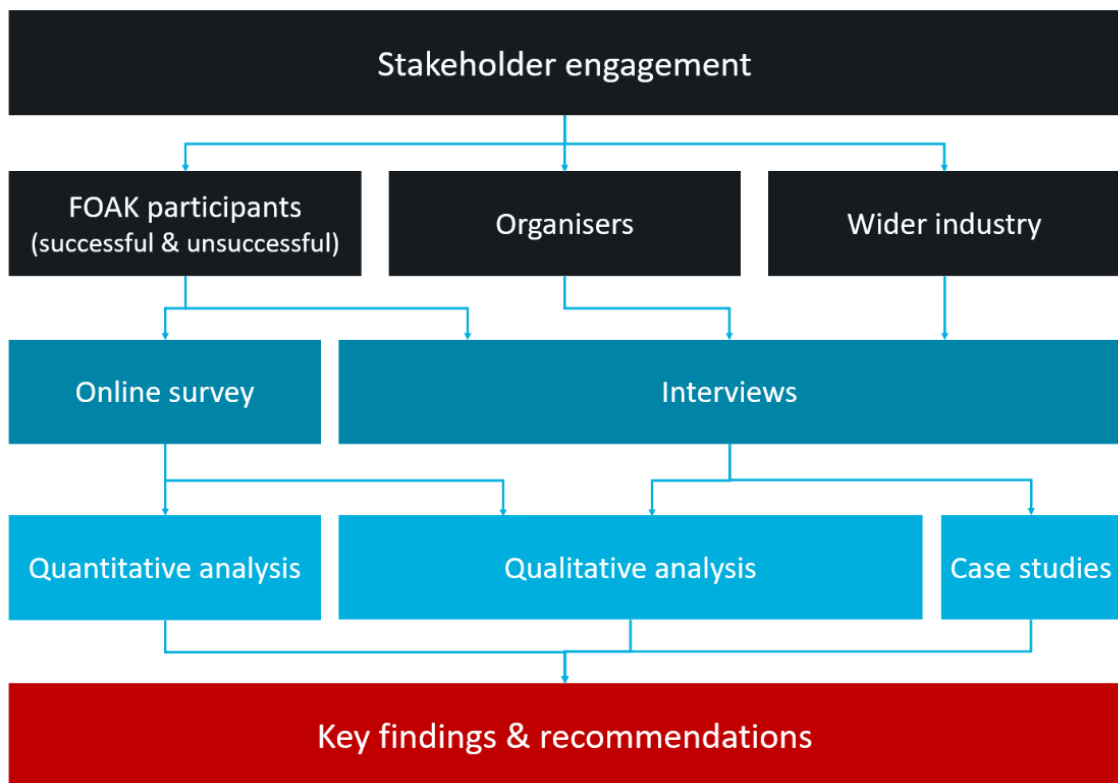 Stakeholder engagement
FOAK participants
(successful & unsuccessful)
Organisers
Wider industry
Online survey
Interviews
Quantitative analysis
Qualitative analysis
Case studies
Key findings & recommendations